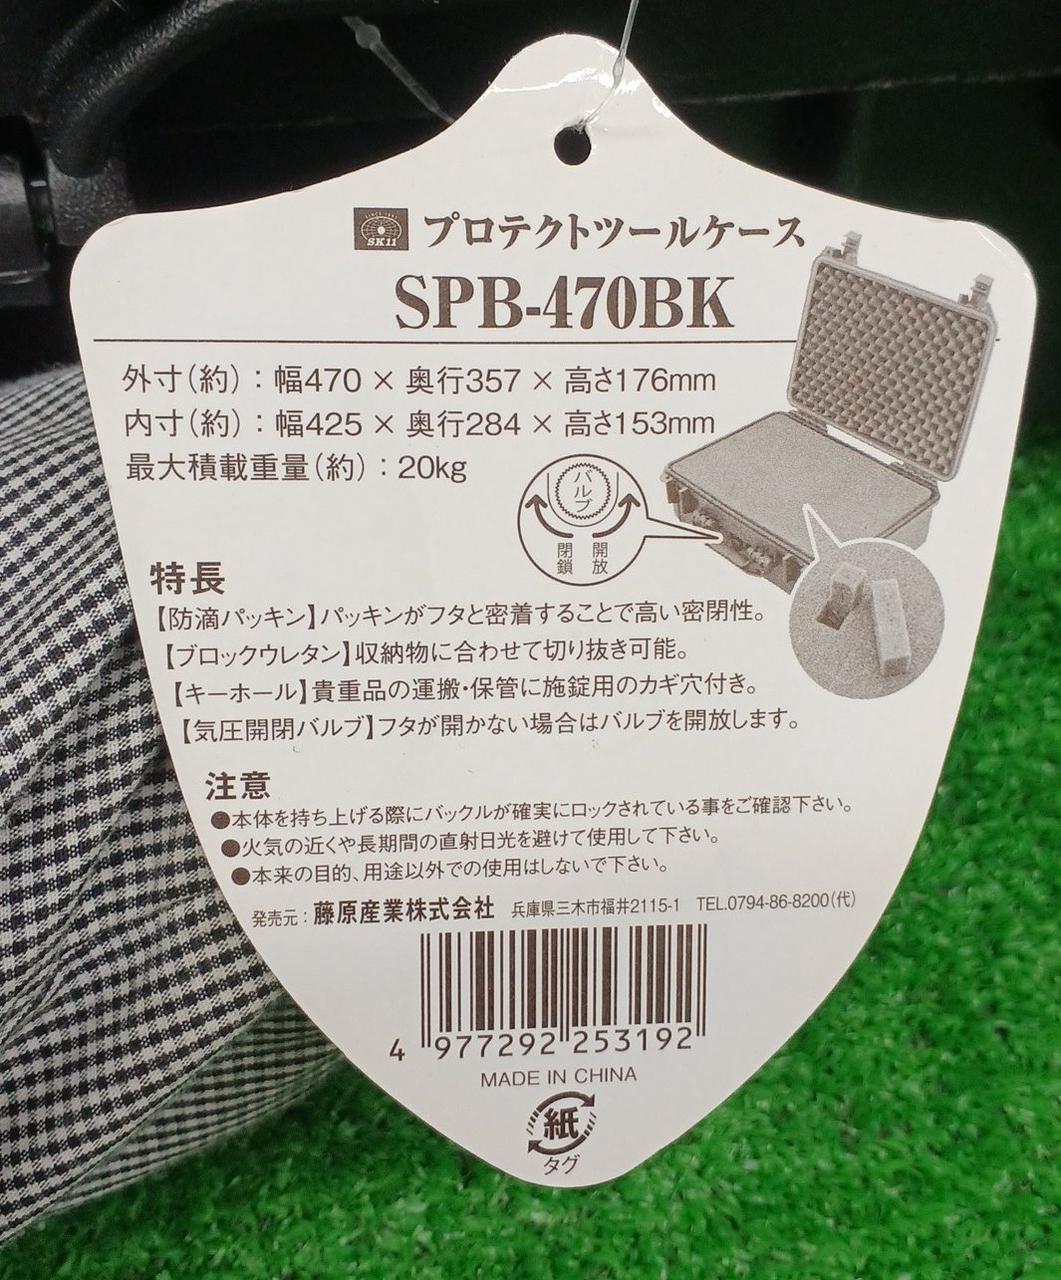 SINCE 1891
SK11
プロテクトツールケース
SPB-470BK
外寸(約)：幅470 × 奥行357 × 高さ176mm
内寸(約)：幅425 × 奥行284 × 高さ153mm
最大積載重量(約)：20kg
バルブ
閉鎖 開放
特長
【防滴パッキン】パッキンがフタと密着することで高い密閉性。
【ブロックウレタン】収納物に合わせて切り抜き可能。
【キーホール】貴重品の運搬・保管に施錠用のカギ穴付き。
【気圧開閉バルブ】フタが開かない場合はバルブを開放します。
注意
●本体を持ち上げる際にバックルが確実にロックされている事をご確認下さい。
●火気の近くや長期間の直射日光を避けて使用して下さい。
●本来の目的、用途以外での使用はしないで下さい。
発売元：藤原産業株式会社 兵庫県三木市福井2115-1 TEL.0794-86-8200(代)
4 977292 253192
MADE IN CHINA
紙
タグ